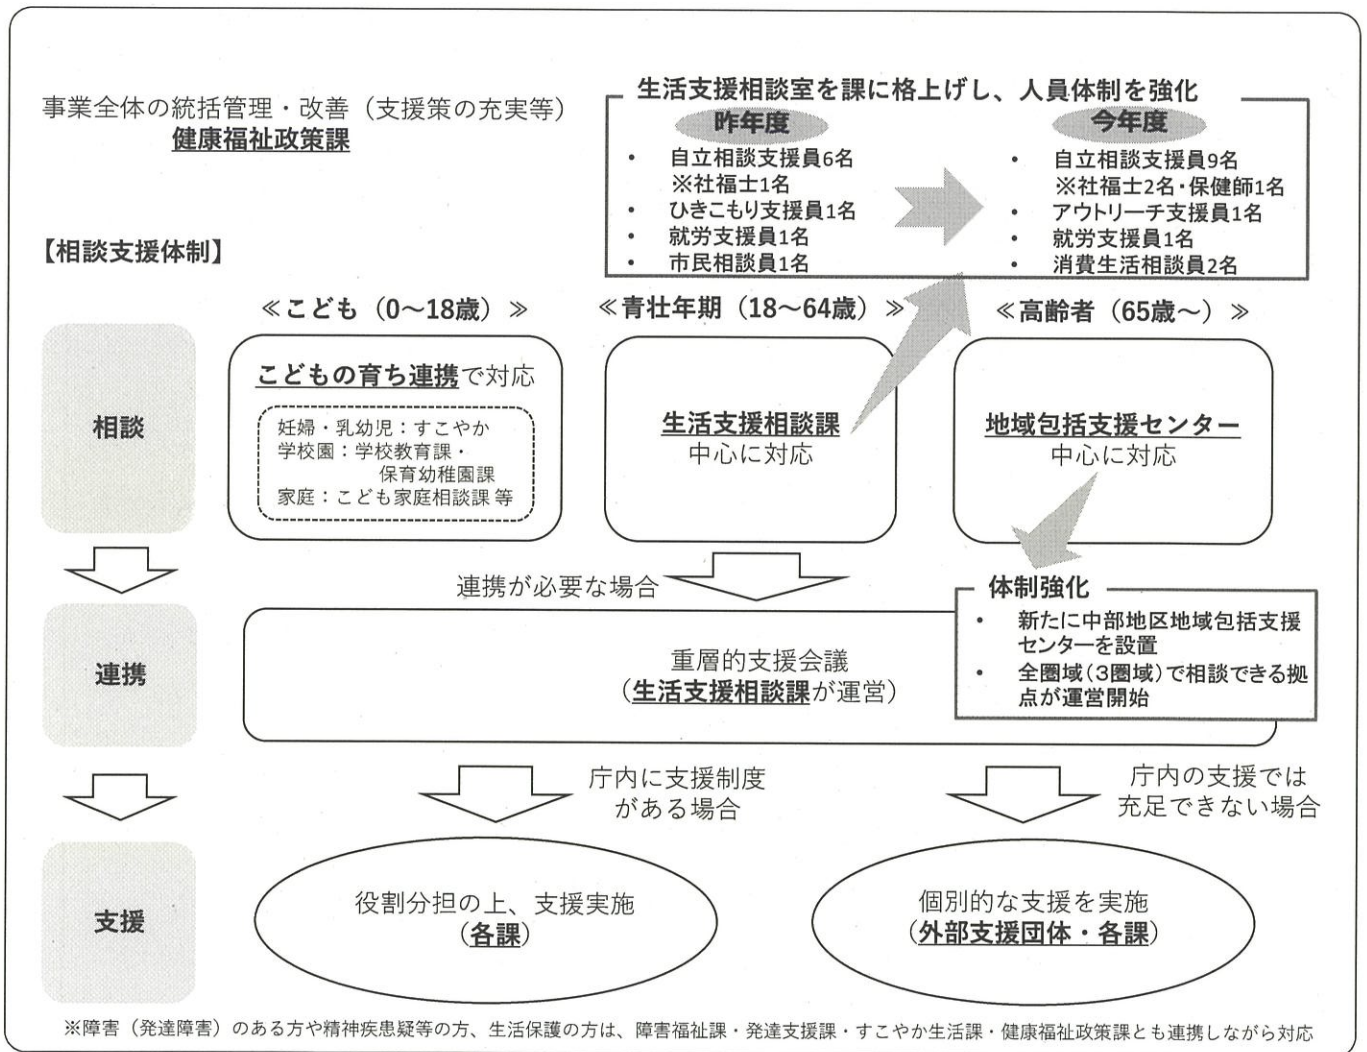 事業全体の統括管理・改善（支援策の充実等）
健康福祉政策課
生活支援相談室を課に格上げし、人員体制を強化
昨年度
・ 自立相談支援員6名
※社福士1名
・ ひきこもり支援員1名
・ 就労支援員1名
・ 市民相談員1名
今年度
・ 自立相談支援員9名
※社福士2名・保健師1名
・ アウトリーチ支援員1名
・ 就労支援員1名
・ 消費生活相談員2名
【相談支援体制】
≪こども（0～18歳）≫
≪青壮年期（18～64歳）≫
≪高齢者（65歳～）≫
相談
こどもの育ち連携で対応
妊婦・乳幼児：すこやか
学校園：学校教育課・
保育幼稚園課
家庭：こども家庭相談課 等
生活支援相談課
中心に対応
地域包括支援センター
中心に対応
連携が必要な場合
体制強化
・ 新たに中部地区地域包括支援
センターを設置
・ 全圏域（3圏域）で相談できる拠
点が運営開始
連携
重層的支援会議
（生活支援相談課が運営）
庁内に支援制度
がある場合
庁内の支援では
充足できない場合
支援
役割分担の上、支援実施
（各課）
個別的な支援を実施
（外部支援団体・各課）
※障害（発達障害）のある方や精神疾患疑等の方、生活保護の方は、障害福祉課・発達支援課・すこやか生活課・健康福祉政策課とも連携しながら対応